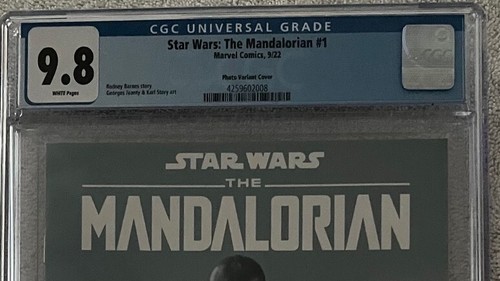 CGC UNIVERSAL GRADE
9.8
WHITE Pages
Star Wars: The Mandalorian #1
Marvel Comics, 9/22
Photo Variant Cover
Rodney Barnes story
Georges Jeanty & Karl Story art
4259602008
CGC
STAR WARS
THE
MANDALORIAN